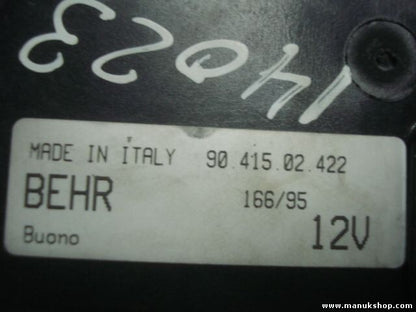 14023
MADE IN ITALY 90.415.02.422
BEHR 166/95
Buono 12V
www.manukshop.com